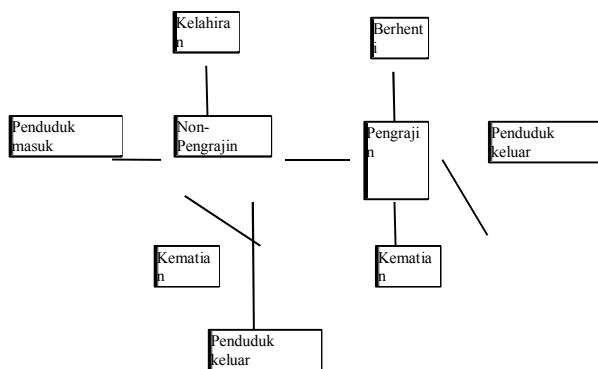 Kelahira
n
Berhent
i
Penduduk
masuk
Non-
Pengrajin
Pengraji
n
Penduduk
keluar
Kematia
n
Kematia
n
Penduduk
keluar